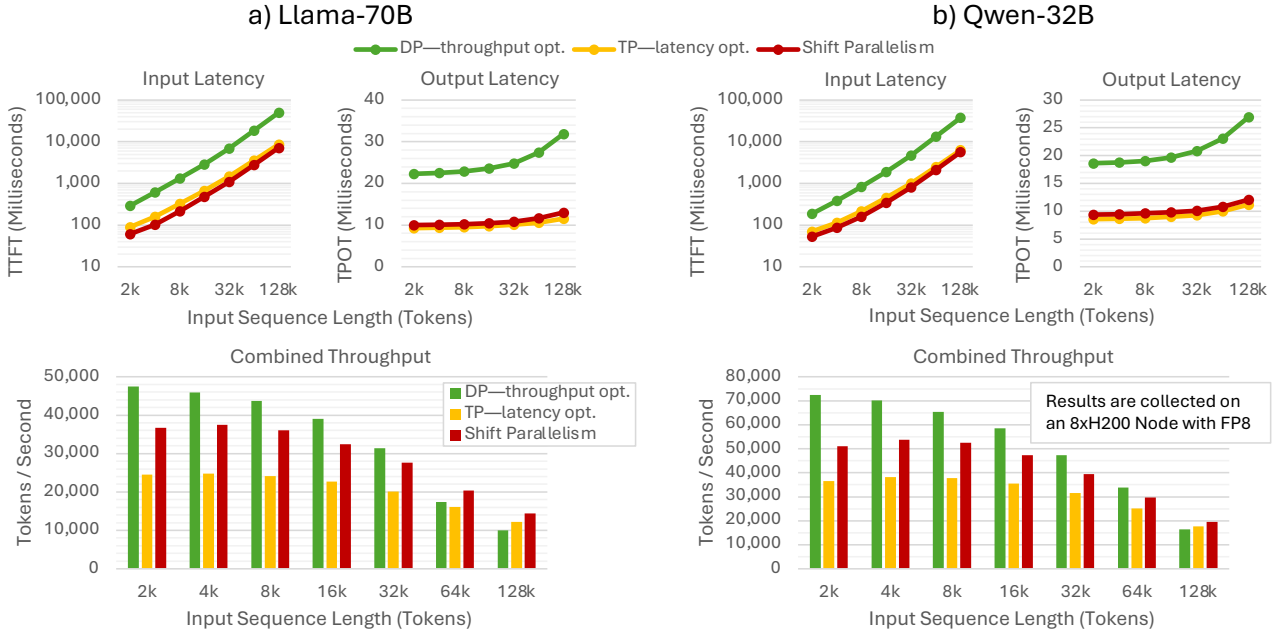 a) Llama-70B
b) Qwen-32B
DP—throughput opt.
TP—latency opt.
Shift Parallelism
Input Latency
TTFT (Milliseconds)
100,000
10,000
1,000
100
10
2k 8k 32k 128k
Output Latency
TPOT (Milliseconds)
40
30
20
10
0
2k 8k 32k 128k
Input Sequence Length (Tokens)
Input Latency
TTFT (Milliseconds)
100,000
10,000
1,000
100
10
2k 8k 32k 128k
Output Latency
TPOT (Milliseconds)
30
25
20
15
10
5
0
2k 8k 32k 128k
Input Sequence Length (Tokens)
Combined Throughput
Tokens / Second
50,000
40,000
30,000
20,000
10,000
0
DP—throughput opt.
TP—latency opt.
Shift Parallelism
2k 4k 8k 16k 32k 64k 128k
Input Sequence Length (Tokens)
Combined Throughput
Tokens / Second
80,000
70,000
60,000
50,000
40,000
30,000
20,000
10,000
0
Results are collected on
an 8xH200 Node with FP8
2k 4k 8k 16k 32k 64k 128k
Input Sequence Length (Tokens)